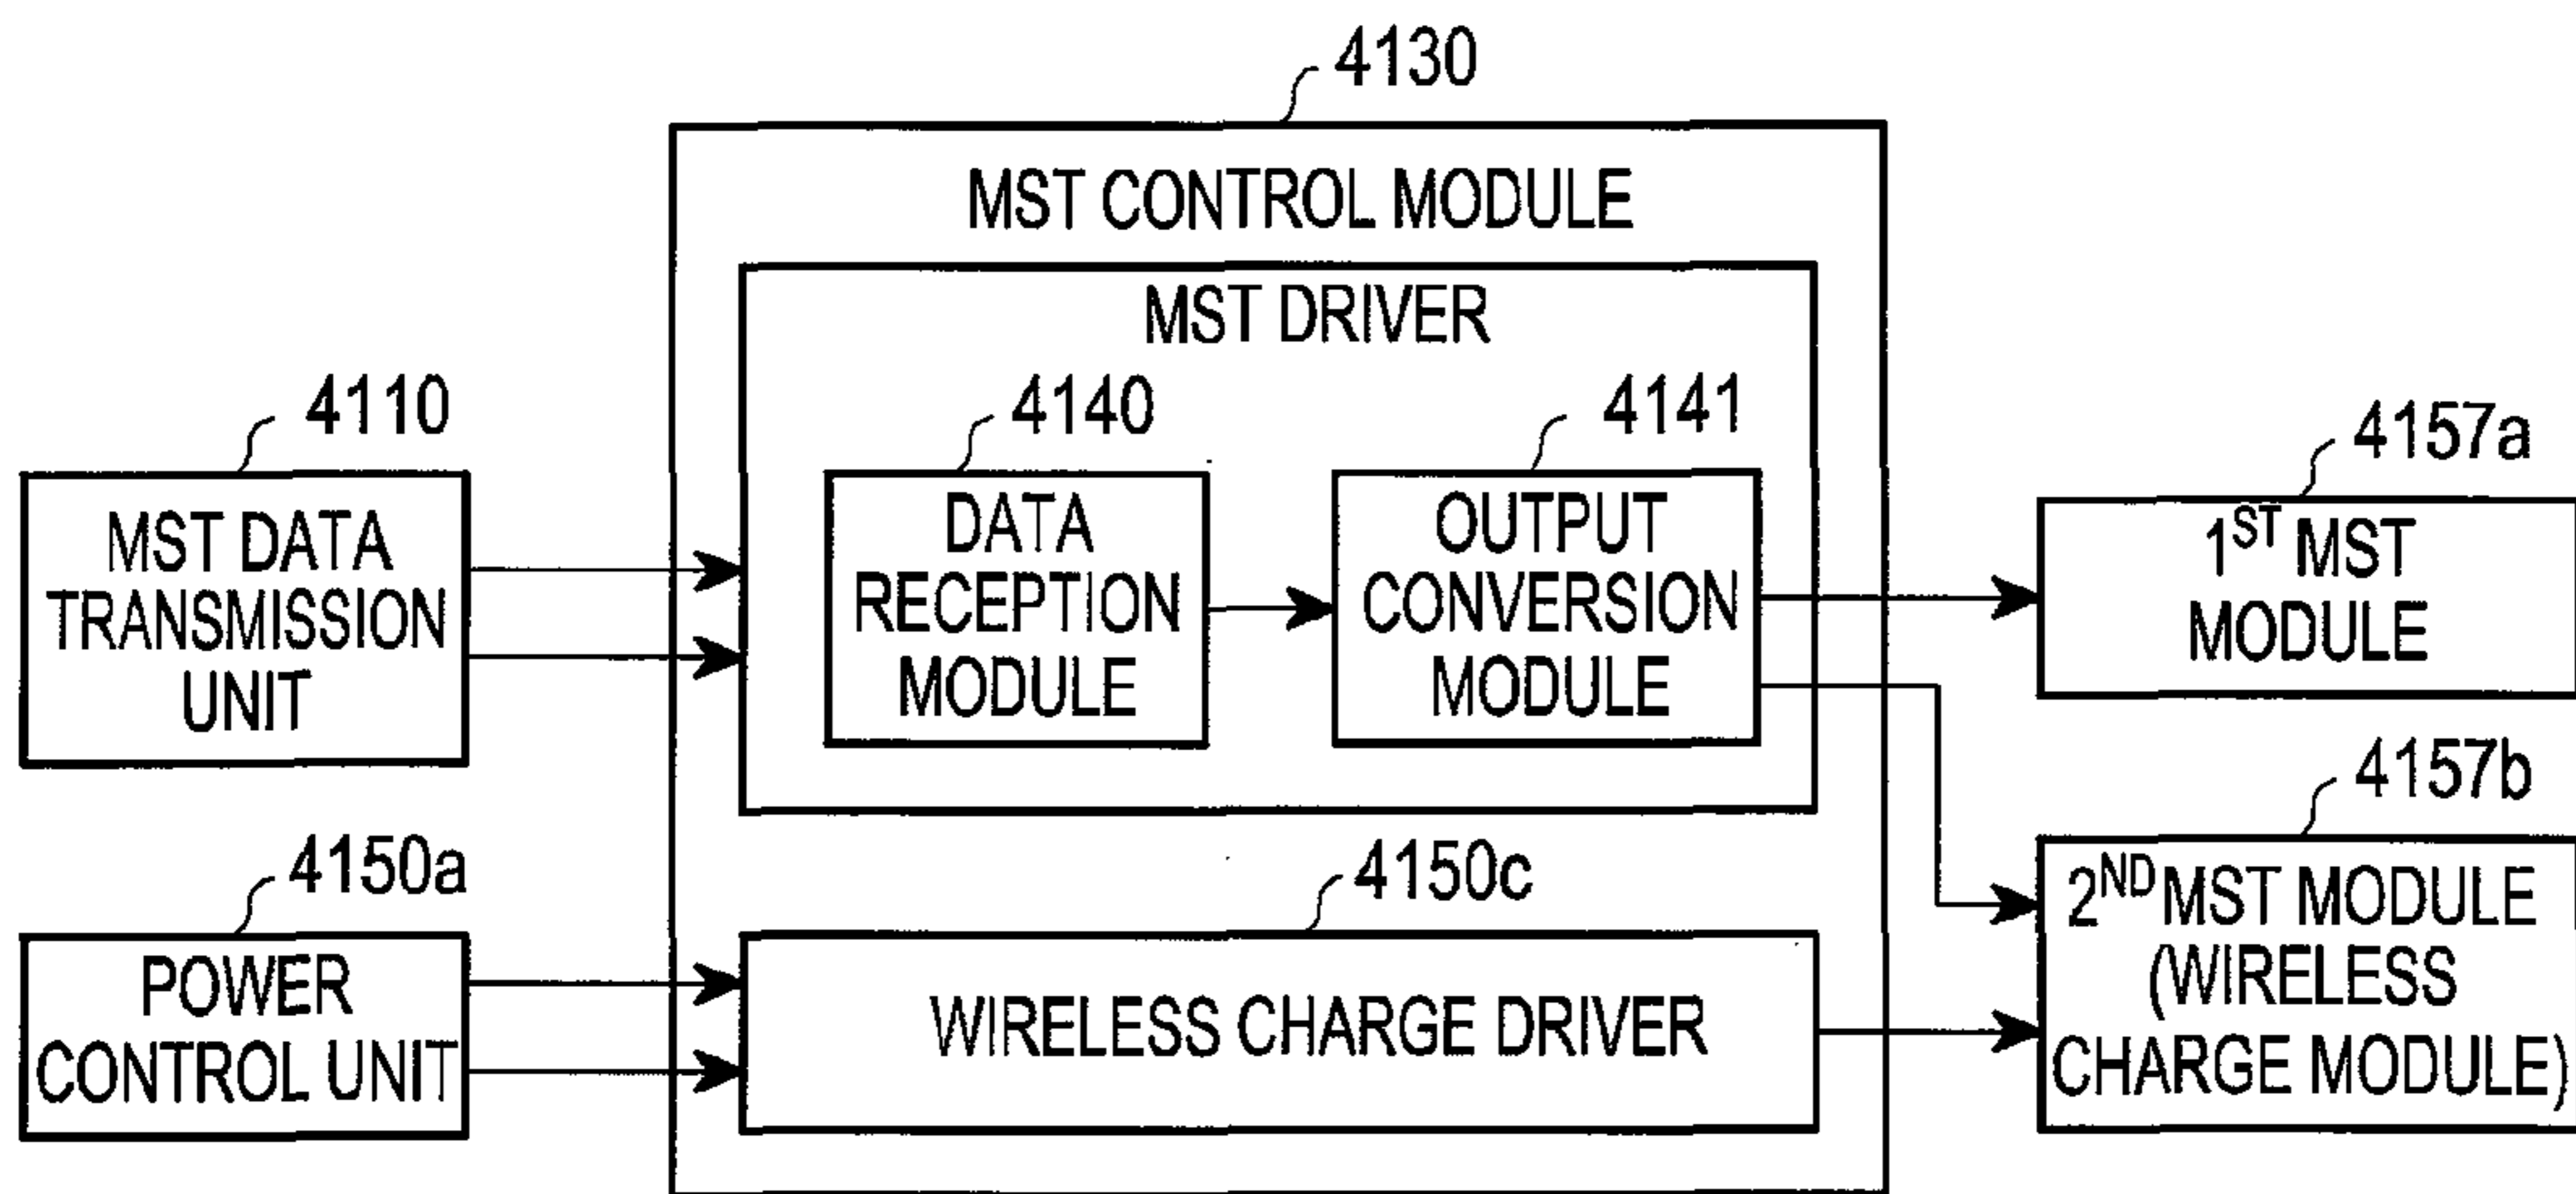 4130
MST CONTROL MODULE
MST DRIVER
4110
MST DATA
TRANSMISSION
UNIT
4140
DATA
RECEPTION
MODULE
4141
OUTPUT
CONVERSION
MODULE
4157a
1ST MST
MODULE
4150a
POWER
CONTROL UNIT
4150c
WIRELESS CHARGE DRIVER
4157b
2ND MST MODULE
(WIRELESS
CHARGE MODULE)